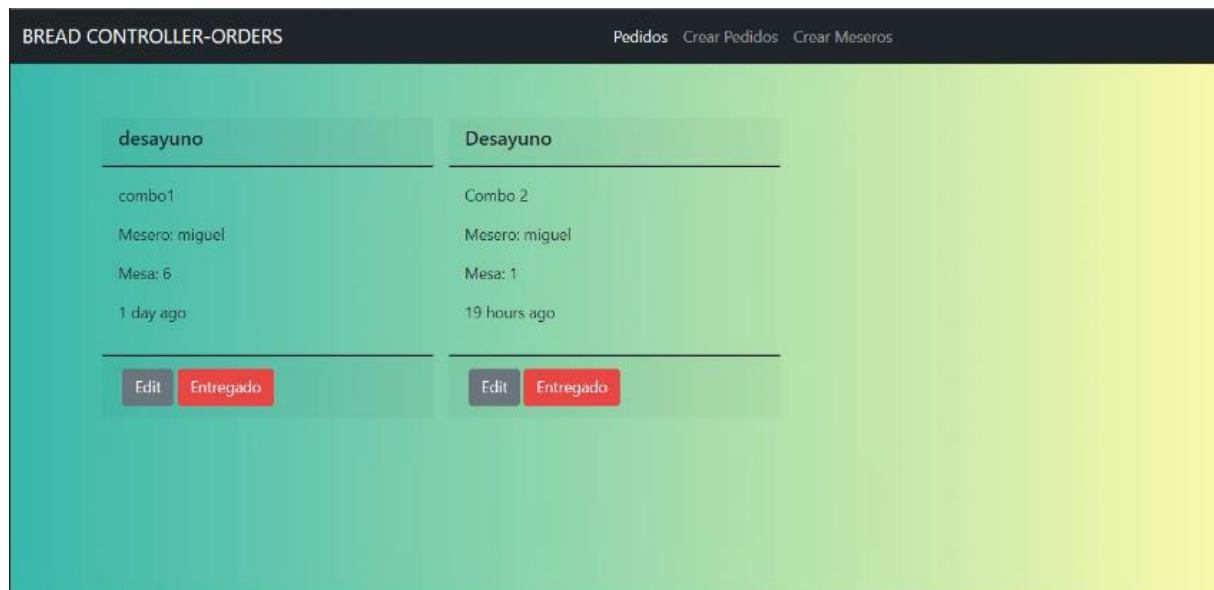 BREAD CONTROLLER-ORDERS
Pedidos Crear Pedidos Crear Meseros
desayuno
combo1
Mesero: miguel
Mesa: 6
1 day ago
Edit Entregado
Desayuno
Combo 2
Mesero: miguel
Mesa: 1
19 hours ago
Edit Entregado